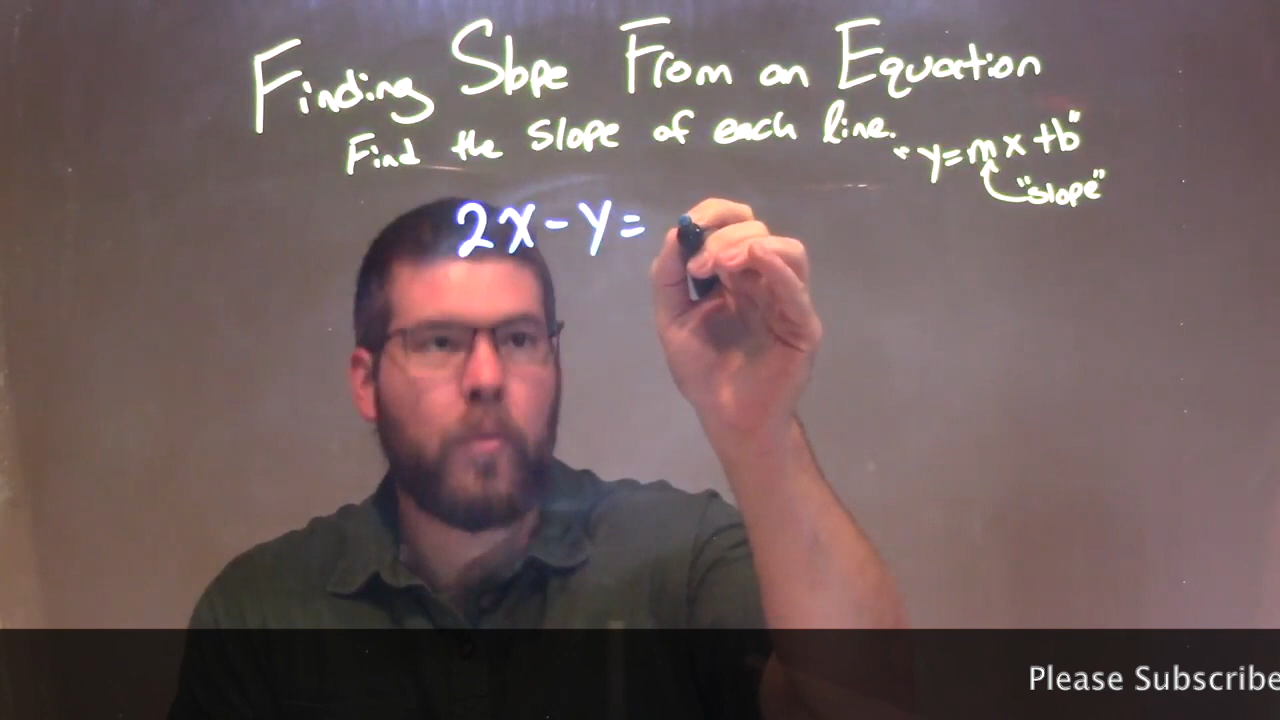 Finding Slope From an Equation
Find the slope of each line.
"y=mx+b"
"slope"
2x-y=
Please Subscribe